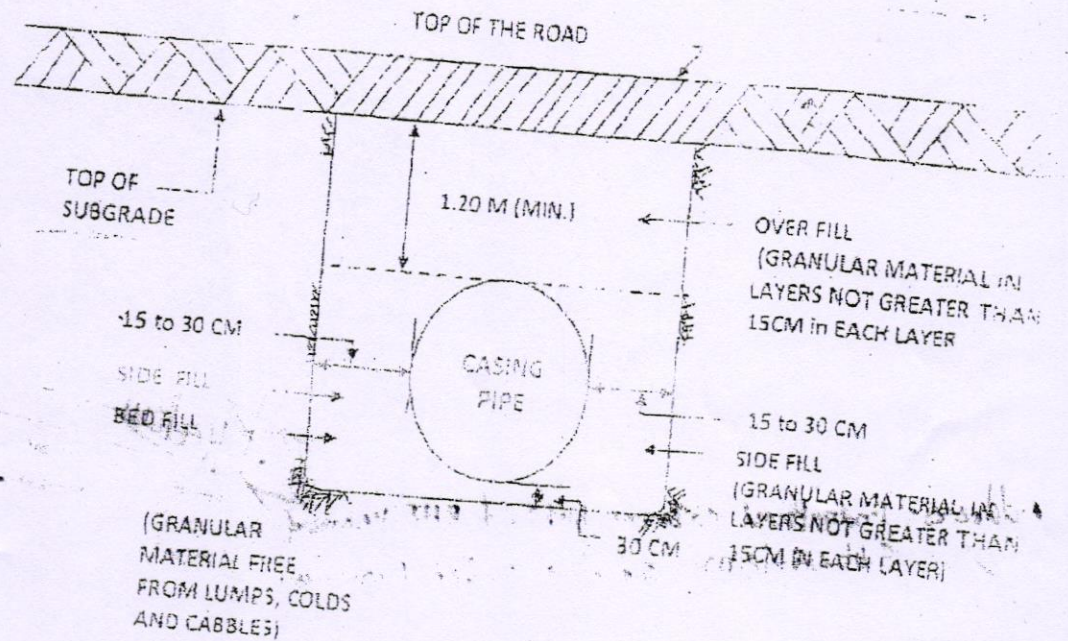 TOP OF THE ROAD
TOP OF
SUBGRADE
1.20 M (MIN.)
OVER FILL
(GRANULAR MATERIAL IN
LAYERS NOT GREATER THAN
15CM in EACH LAYER
15 to 30 CM
SIDE FILL
BED FILL
CASING
PIPE
15 to 30 CM
SIDE FILL
(GRANULAR MATERIAL IN
LAYERS NOT GREATER THAN
15CM IN EACH LAYER)
30 CM
(GRANULAR
MATERIAL FREE
FROM LUMPS, COLDS
AND CABBLES)